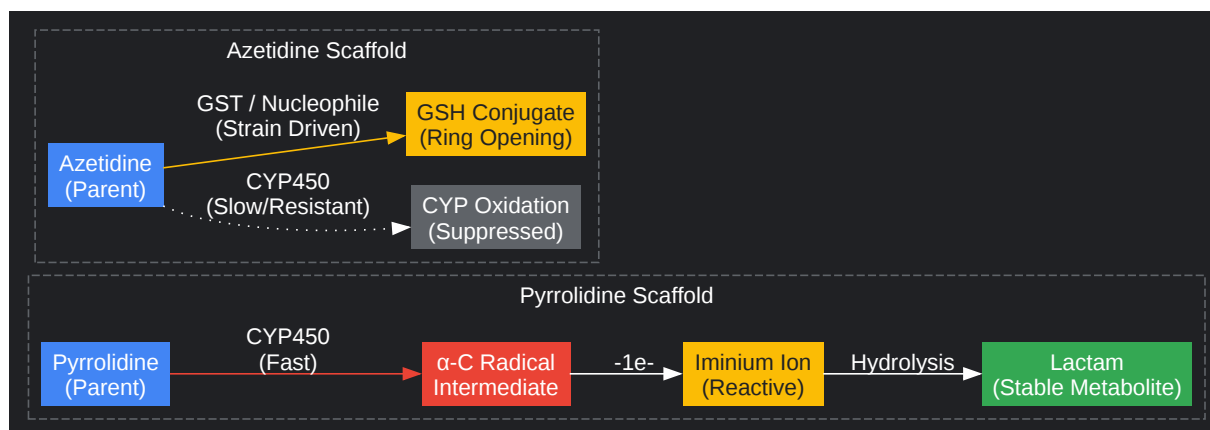 Azetidine Scaffold
GST / Nucleophile
(Strain Driven)
GSH Conjugate
(Ring Opening)
Azetidine
(Parent)
CYP450
(Slow/Resistant)
CYP Oxidation
(Suppressed)
Pyrrolidine Scaffold
Pyrrolidine
(Parent)
CYP450
(Fast)
α-C Radical
Intermediate
-1e-
Iminium Ion
(Reactive)
Hydrolysis
Lactam
(Stable Metabolite)